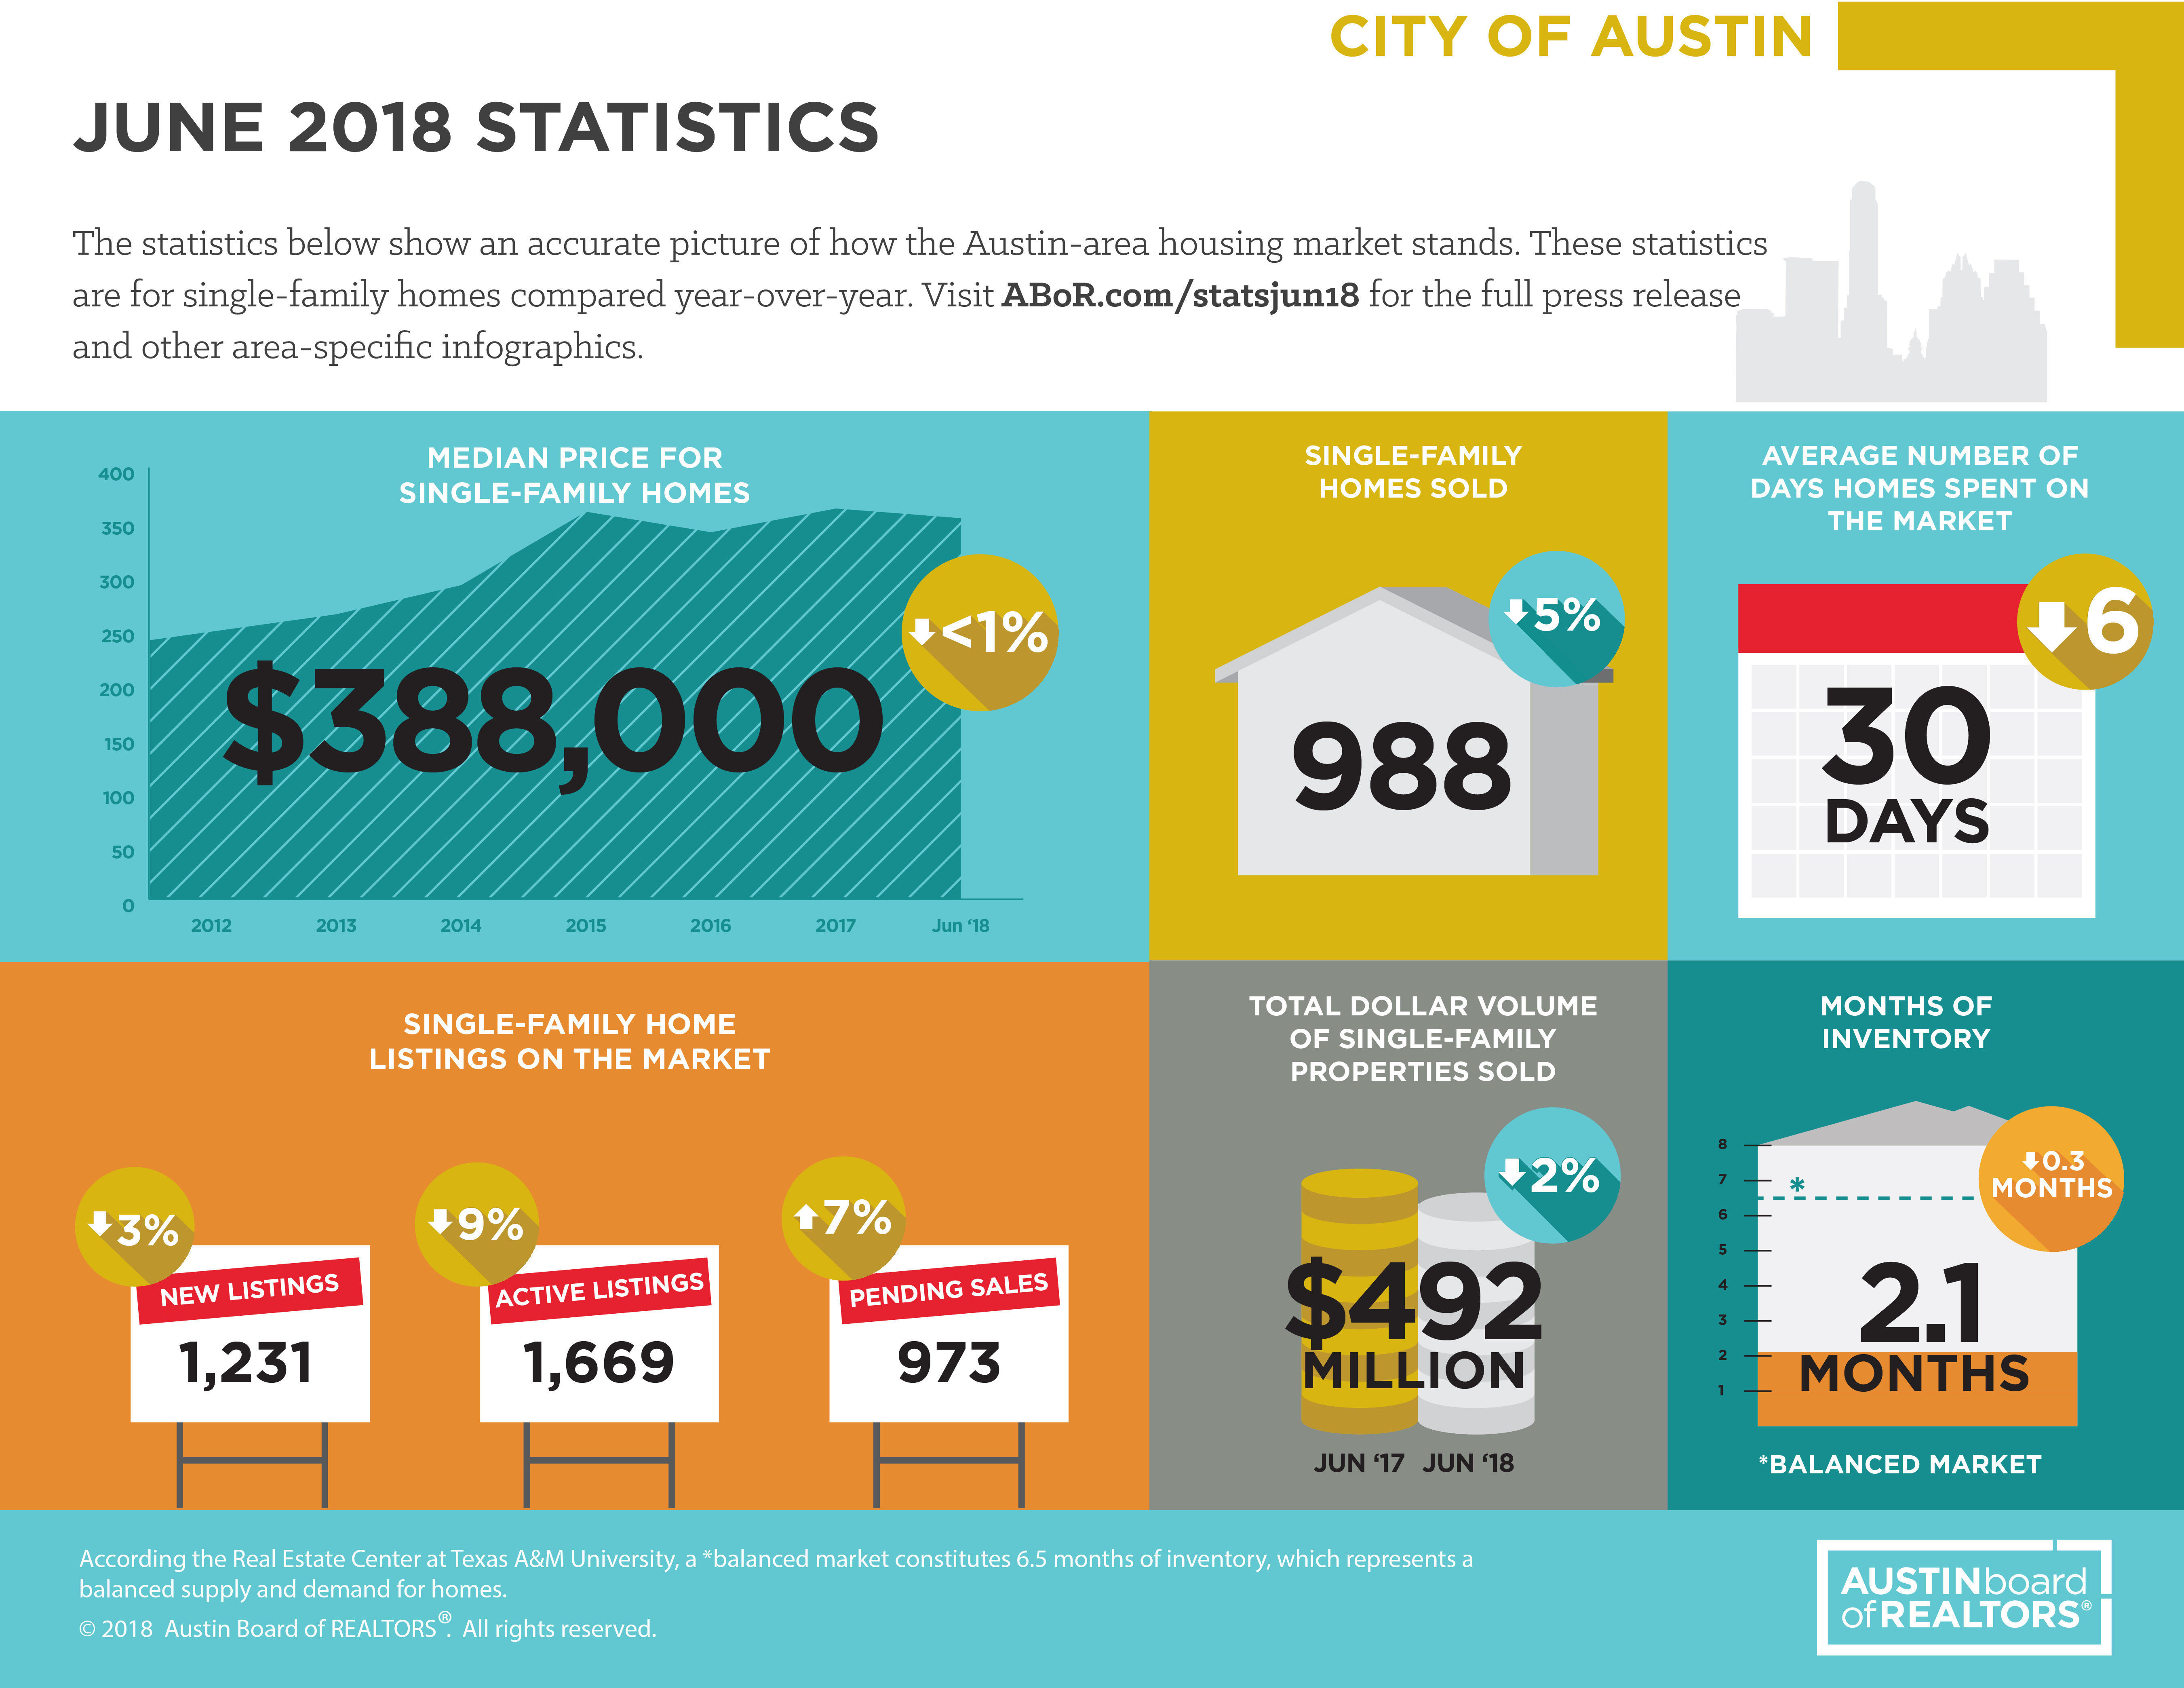 CITY OF AUSTIN
JUNE 2018 STATISTICS
The statistics below show an accurate picture of how the Austin-area housing market stands. These statistics
are for single-family homes compared year-over-year. Visit ABoR.com/statsjun18 for the full press release
and other area-specific infographics.
MEDIAN PRICE FOR
SINGLE-FAMILY HOMES
400
350
300
250
200
150
100
50
0
<1%
$388,000
2012 2013 2014 2015 2016 2017 Jun ‘18
SINGLE-FAMILY
HOMES SOLD
5%
988
AVERAGE NUMBER OF
DAYS HOMES SPENT ON
THE MARKET
6
30
DAYS
SINGLE-FAMILY HOME
LISTINGS ON THE MARKET
3%
NEW LISTINGS
1,231
9%
ACTIVE LISTINGS
1,669
7%
PENDING SALES
973
TOTAL DOLLAR VOLUME
OF SINGLE-FAMILY
PROPERTIES SOLD
2%
$492
MILLION
JUN ‘17 JUN ‘18
MONTHS OF
INVENTORY
8
7
6
5
4
3
2
1
*
0.3
MONTHS
2.1
MONTHS
*BALANCED MARKET
According the Real Estate Center at Texas A&M University, a *balanced market constitutes 6.5 months of inventory, which represents a
balanced supply and demand for homes.
© 2018 Austin Board of REALTORS®. All rights reserved.
AUSTINboard
ofREALTORS®